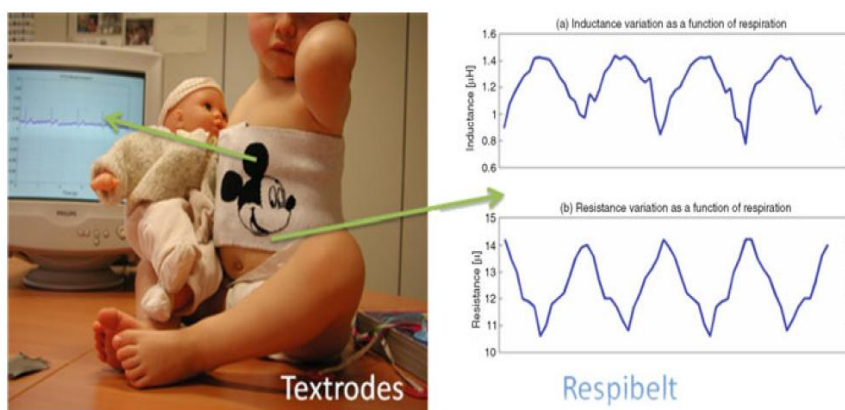 (a) Inductance variation as a function of respiration
1.6
1.4
1.2
1
0.8
0.6
Inductance [µH]
(b) Resistance variation as a function of respiration
15
14
13
12
11
10
Resistance [µ]
PHILIPS
Textrodes
Respibelt